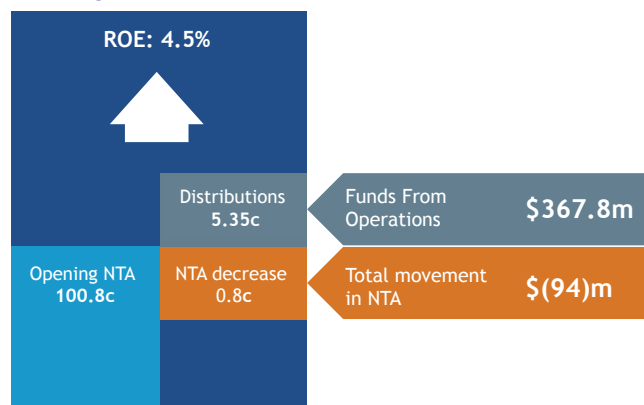 ROE: 4.5%
Distributions
5.35c
Funds From
Operations
$367.8m
Opening NTA
100.8c
NTA decrease
0.8c
Total movement
in NTA
$(94)m